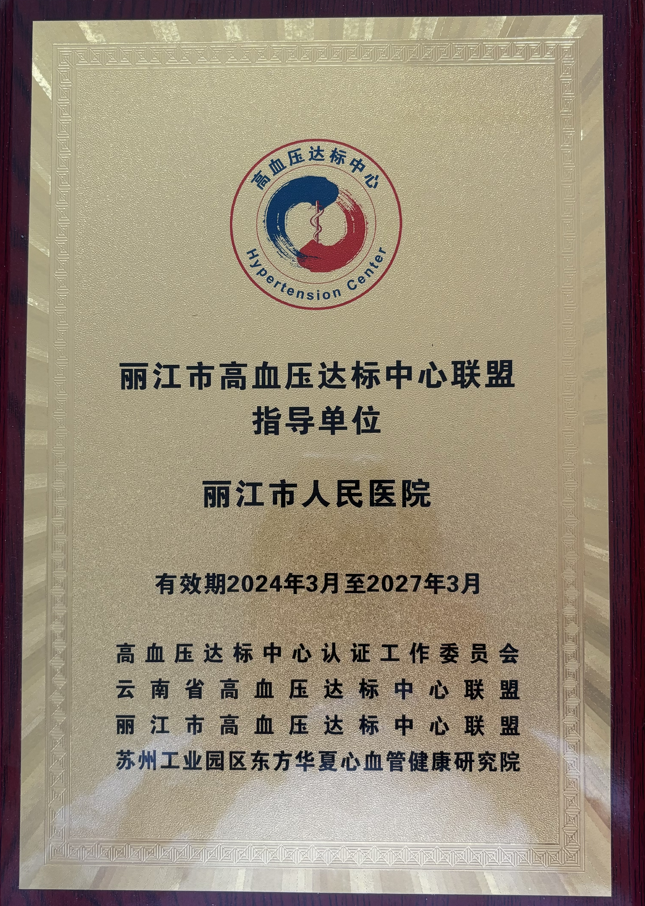 高血压达标中心
Hypertension Center
丽江市高血压达标中心联盟
指导单位
丽江市人民医院
有效期2024年3月至2027年3月
高血压达标中心认证工作委员会
云南省高血压达标中心联盟
丽江市高血压达标中心联盟
苏州工业园区东方华夏心血管健康研究院